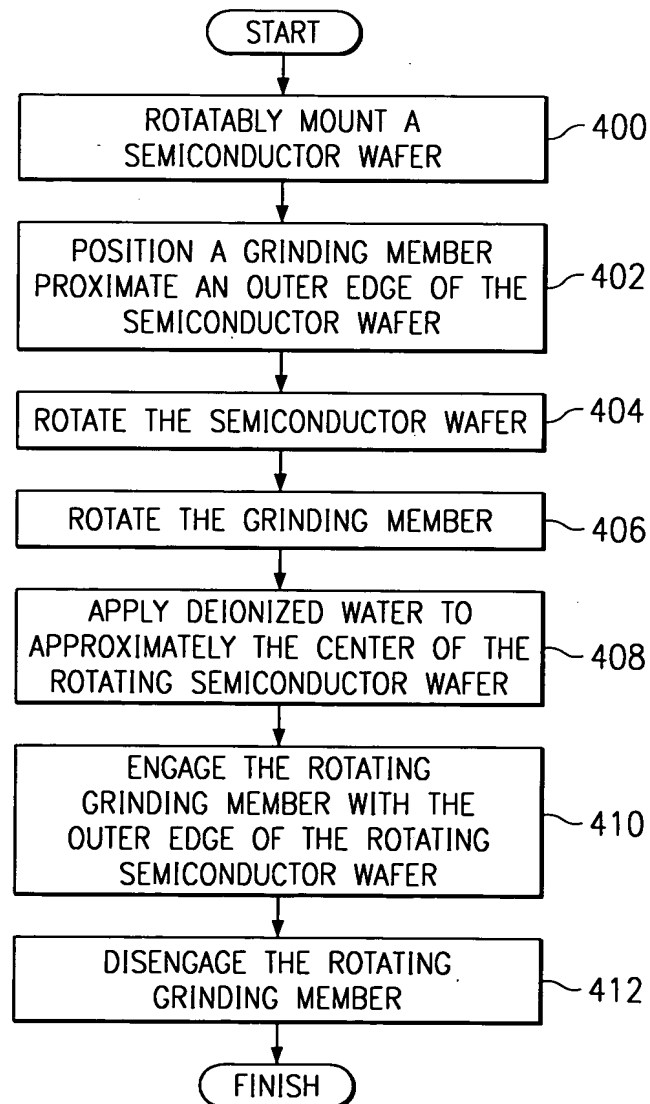 START
ROTATABLY MOUNT A
SEMICONDUCTOR WAFER
400
POSITION A GRINDING MEMBER
PROXIMATE AN OUTER EDGE OF THE
SEMICONDUCTOR WAFER
402
ROTATE THE SEMICONDUCTOR WAFER
404
ROTATE THE GRINDING MEMBER
406
APPLY DEIONIZED WATER TO
APPROXIMATELY THE CENTER OF THE
ROTATING SEMICONDUCTOR WAFER
408
ENGAGE THE ROTATING
GRINDING MEMBER WITH THE
OUTER EDGE OF THE ROTATING
SEMICONDUCTOR WAFER
410
DISENGAGE THE ROTATING
GRINDING MEMBER
412
FINISH